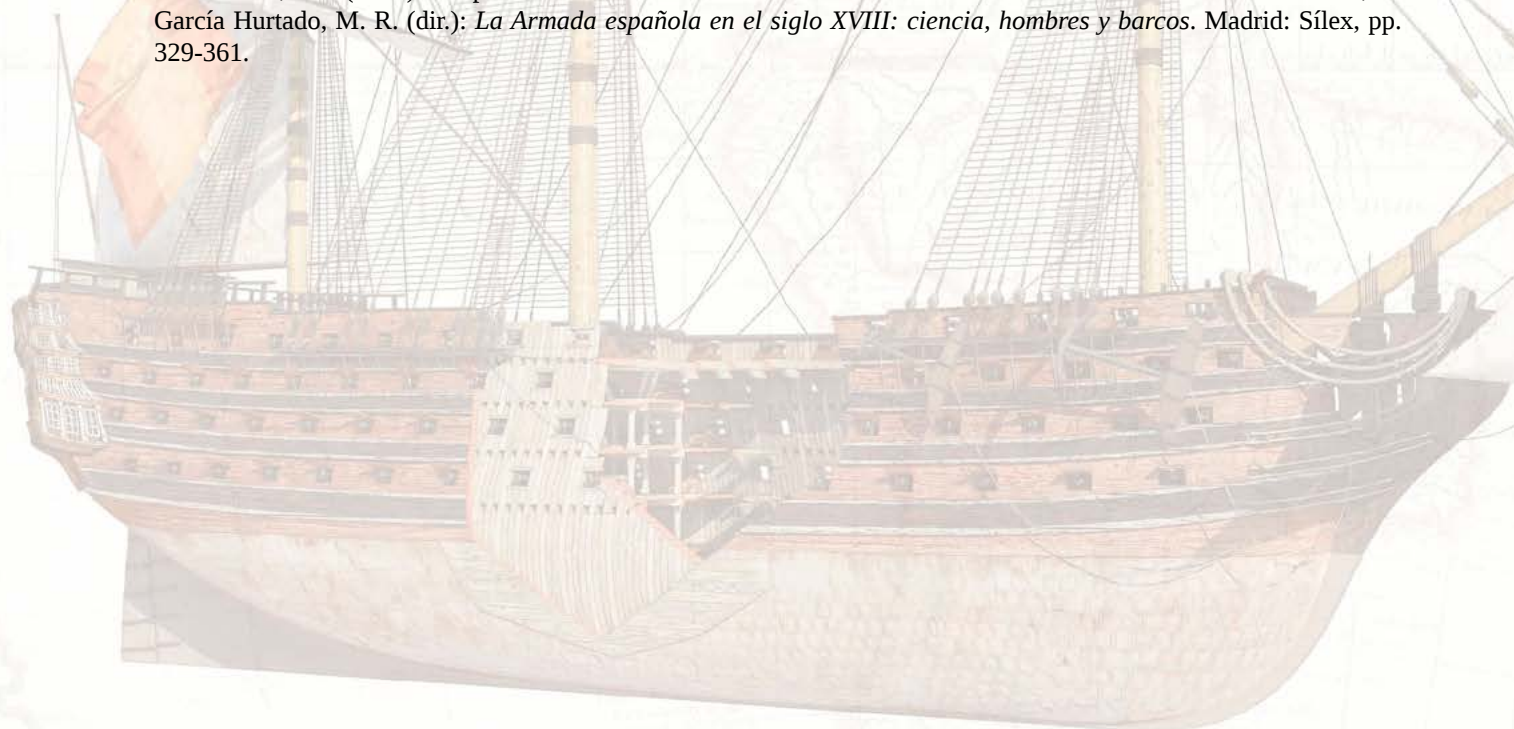 García Hurtado, M. R. (dir.): La Armada española en el siglo XVIII: ciencia, hombres y barcos. Madrid: Sílex, pp.
329-361.